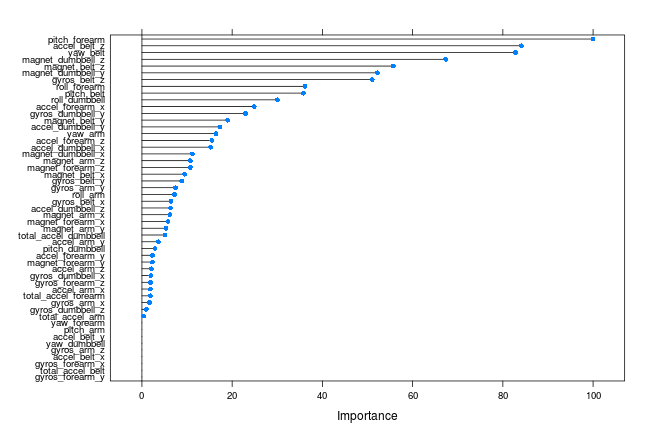 pitch_forearm
accel_belt_z
yaw_belt
magnet_dumbbell_z
magnet_belt_z
magnet_dumbbell_y
gyros_belt_z
roll_forearm
pitch_belt
roll_dumbbell
accel_forearm_x
gyros_dumbbell_y
magnet_belt_y
accel_dumbbell_y
yaw_arm
accel_forearm_z
accel_dumbbell_x
magnet_dumbbell_x
magnet_arm_z
magnet_forearm_z
magnet_belt_x
gyros_belt_y
gyros_arm_y
roll_arm
gyros_belt_x
accel_dumbbell_z
magnet_arm_x
magnet_forearm_x
magnet_arm_y
total_accel_dumbbell
accel_arm_y
pitch_dumbbell
accel_forearm_y
magnet_forearm_y
accel_arm_z
gyros_dumbbell_x
gyros_forearm_z
accel_arm_x
total_accel_forearm
gyros_arm_x
gyros_dumbbell_z
total_accel_arm
yaw_forearm
pitch_arm
accel_belt_y
yaw_dumbbell
gyros_arm_z
accel_belt_x
gyros_forearm_x
total_accel_belt
gyros_forearm_y
0 20 40 60 80 100
Importance